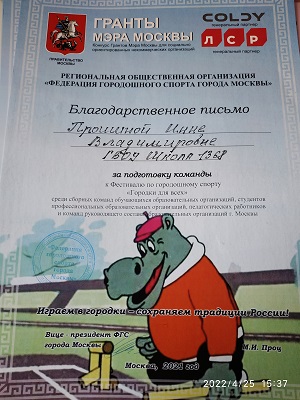 ГРАНТЫ
МЭРА МОСКВЫ
Конкурс Грантов Мэра Москвы для социально
ориентированных некоммерческих организаций
ПРАВИТЕЛЬСТВО
МОСКВЫ
COLDY
генеральный партнер
ЛСР
генеральный партнер
РЕГИОНАЛЬНАЯ ОБЩЕСТВЕННАЯ ОРГАНИЗАЦИЯ
«ФЕДЕРАЦИЯ ГОРОДОШНОГО СПОРТА ГОРОДА МОСКВЫ»
Благодарственное письмо
Прошиной Инне
Владимировне
ГБОУ Школа 1368
за подготовку команды
к Фестивалю по городошному спорту
«Городки для всех»
среди сборных команд обучающихся образовательных организаций, студентов
профессиональных образовательных организаций, педагогических работников
и команд руководящего состава образовательных организаций г. Москвы
Играем в городки – сохраняем традиции России!
Вице - президент ФГС
города Москвы
М.Н. Проц
Москва, 2021 год
2022/4/25 15:37